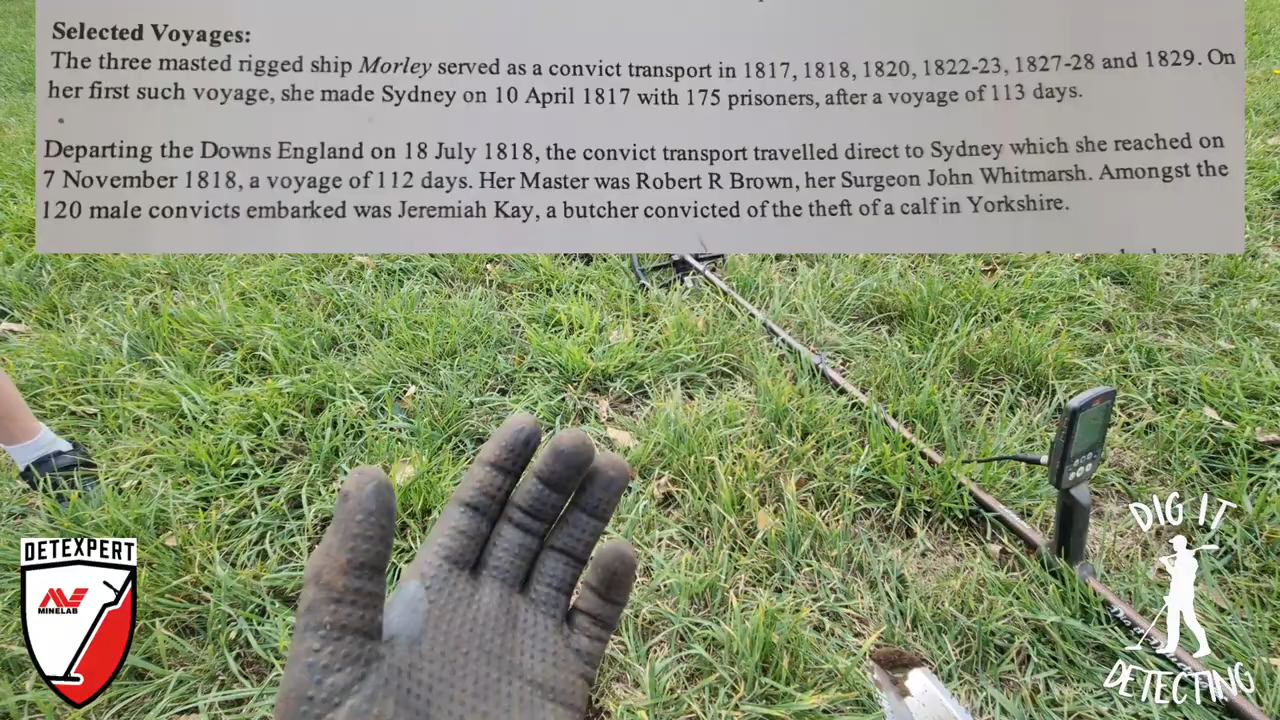 Selected Voyages:
The three masted rigged ship Morley served as a convict transport in 1817, 1818, 1820, 1822-23, 1827-28 and 1829. On
her first such voyage, she made Sydney on 10 April 1817 with 175 prisoners, after a voyage of 113 days.
Departing the Downs England on 18 July 1818, the convict transport travelled direct to Sydney which she reached on
7 November 1818, a voyage of 112 days. Her Master was Robert R Brown, her Surgeon John Whitmarsh. Amongst the
120 male convicts embarked was Jeremiah Kay, a butcher convicted of the theft of a calf in Yorkshire.
DETEXPERT
MINELAB
DIG IT
DETECTING